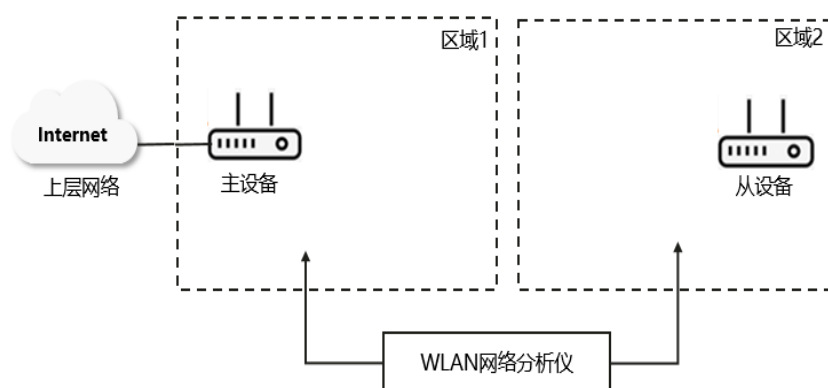 区域1
区域2
Internet
上层网络
主设备
从设备
WLAN网络分析仪